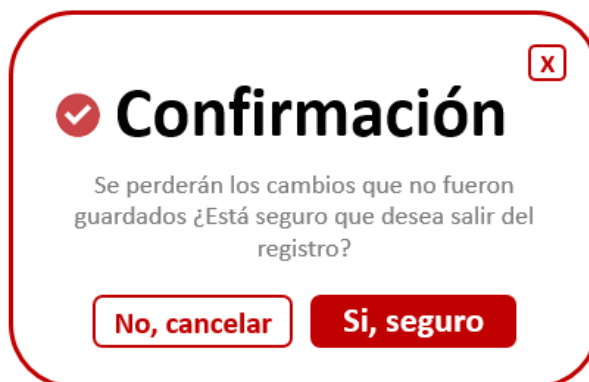 X
Confirmación
Se perderán los cambios que no fueron
guardados ¿Está seguro que desea salir del
registro?
No, cancelar
Si, seguro